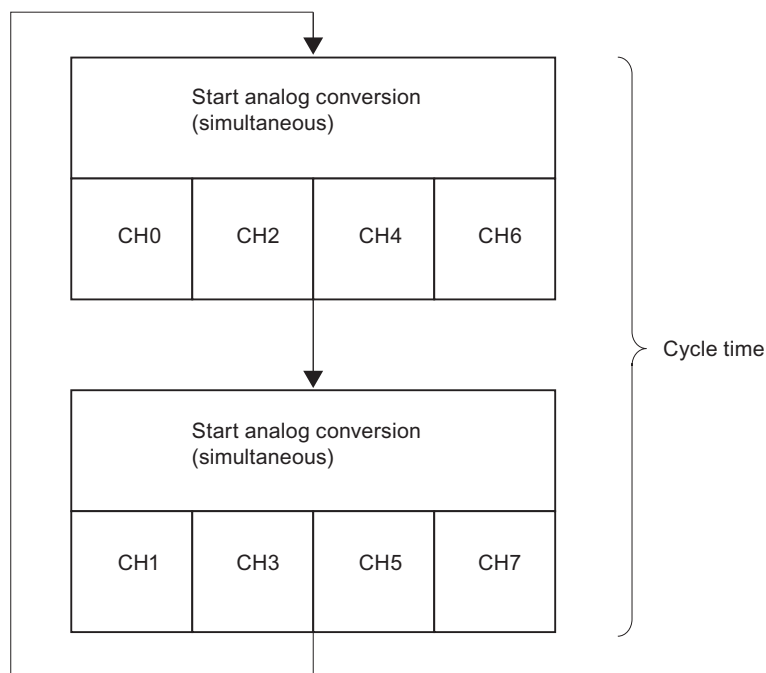 Start analog conversion
(simultaneous)
CH0 CH2 CH4 CH6
Cycle time
Start analog conversion
(simultaneous)
CH1 CH3 CH5 CH7